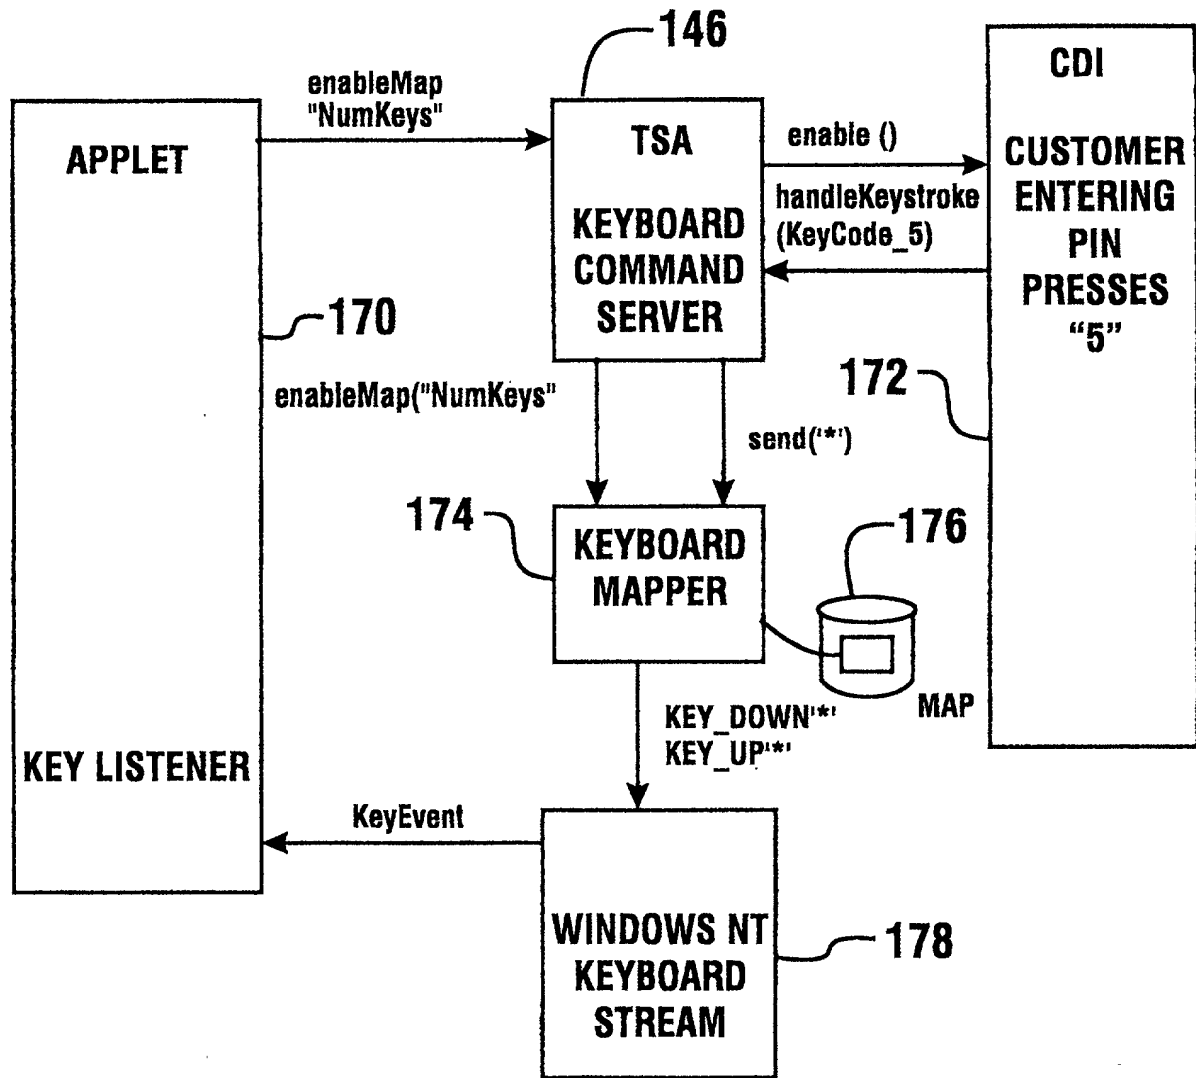 146
CDI
enableMap
"NumKeys"
APPLET
TSA
enable ()
CUSTOMER
ENTERING
PIN
PRESSES
“5”
handleKeystroke
(KeyCode_5)
KEYBOARD
COMMAND
SERVER
170
172
enableMap("NumKeys"
send('*')
174
176
KEYBOARD
MAPPER
MAP
KEY_DOWN'*'
KEY_UP'*'
KEY LISTENER
KeyEvent
WINDOWS NT
KEYBOARD
STREAM
178